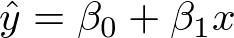 ŷ = β₀ + β₁x